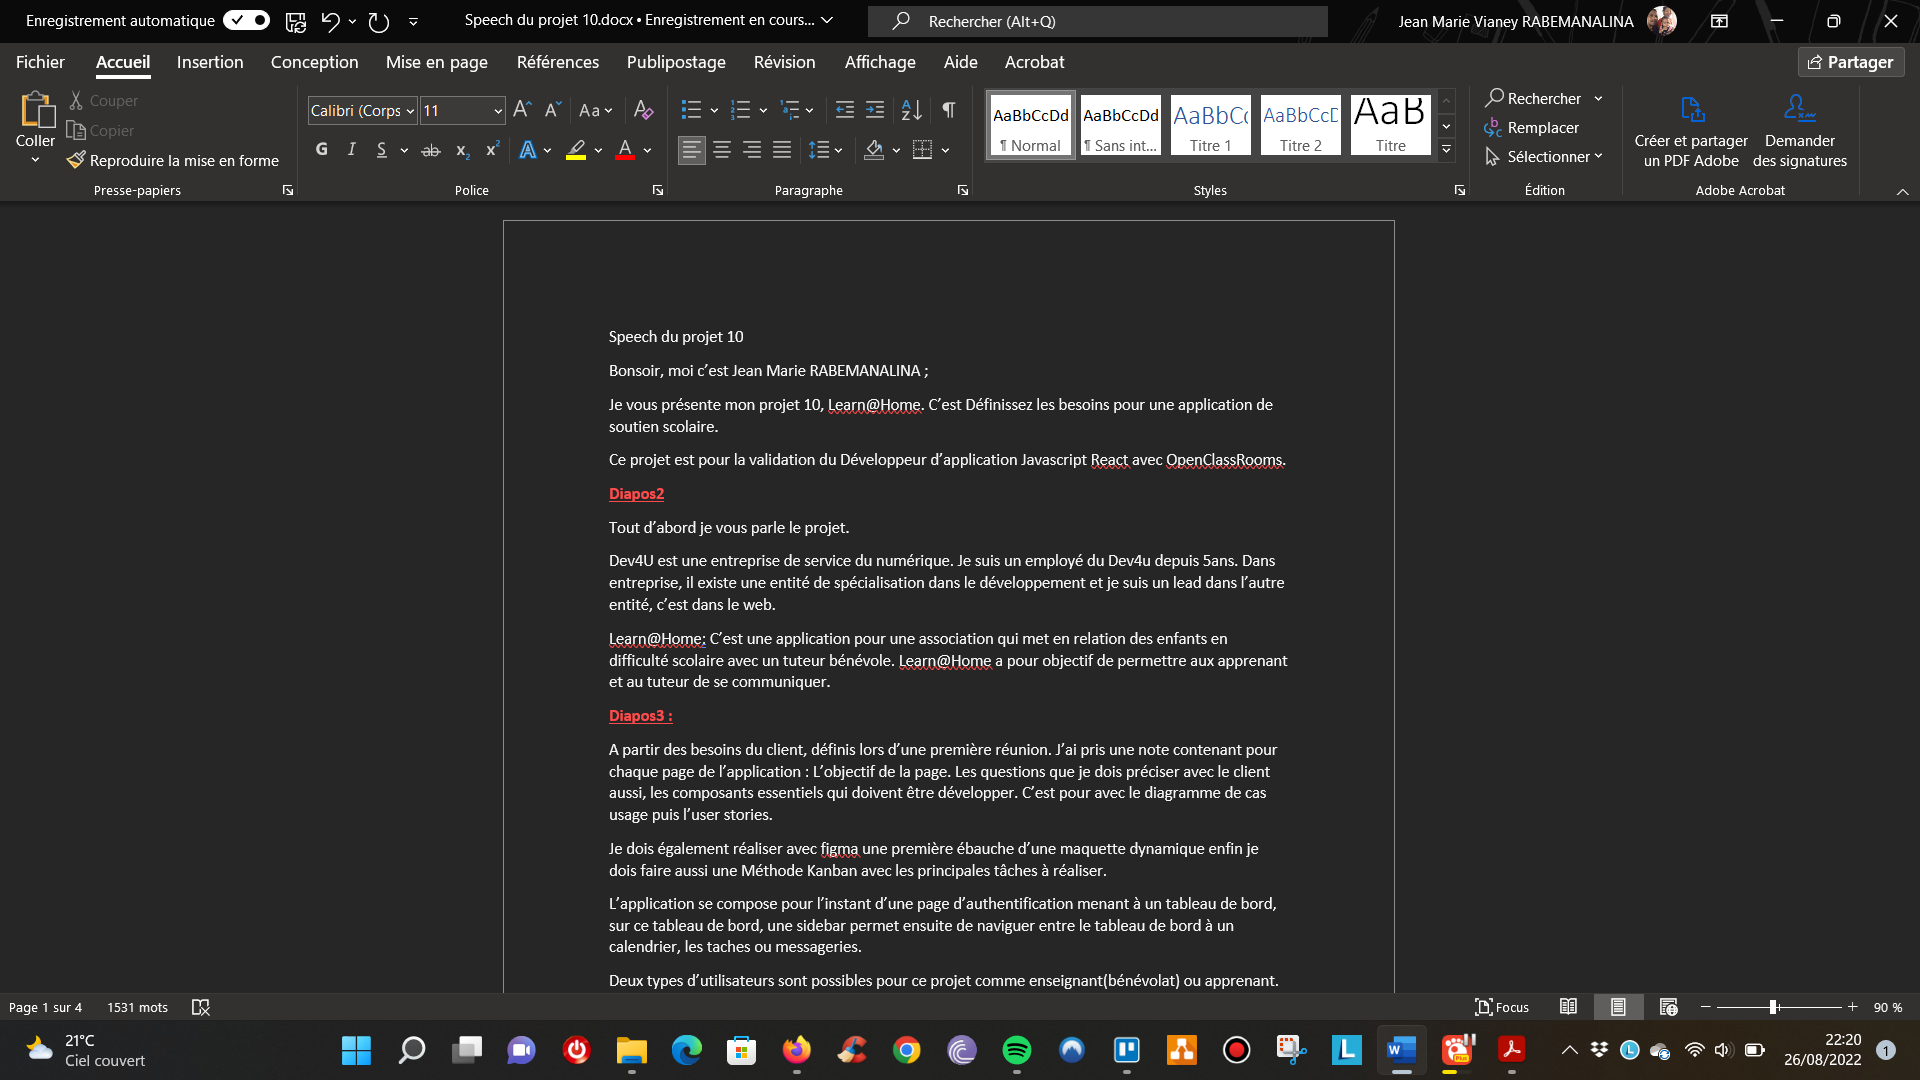 Enregistrement automatique
Speech du projet 10.docx • Enregistrement en cours...
Rechercher (Alt+Q)
Jean Marie Vianey RABEMANALINA
Fichier Accueil Insertion Conception Mise en page Références Publipostage Révision Affichage Aide Acrobat
Partager
Coller
Couper
Copier
Reproduire la mise en forme
Presse-papiers
Calibri (Corps 11
Aa
G I S ab x₂ x²
A A
Police
Paragraphe
AaBbCcDd AaBbCcDd AaBbCc AaBbCcD AaB
¶ Normal ¶ Sans int... Titre 1 Titre 2 Titre
Styles
Rechercher
Remplacer
Sélectionner
Édition
Créer et partager un PDF Adobe
Demander des signatures
Adobe Acrobat
Speech du projet 10
Bonsoir, moi c’est Jean Marie RABEMANALINA ;
Je vous présente mon projet 10, Learn@Home. C’est Définissez les besoins pour une application de
soutien scolaire.
Ce projet est pour la validation du Développeur d’application Javascript React avec OpenClassRooms.
Diapos2
Tout d’abord je vous parle le projet.
Dev4U est une entreprise de service du numérique. Je suis un employé du Dev4u depuis 5ans. Dans
entreprise, il existe une entité de spécialisation dans le développement et je suis un lead dans l’autre
entité, c’est dans le web.
Learn@Home: C’est une application pour une association qui met en relation des enfants en
difficulté scolaire avec un tuteur bénévole. Learn@Home a pour objectif de permettre aux apprenant
et au tuteur de se communiquer.
Diapos3 :
A partir des besoins du client, définis lors d’une première réunion. J’ai pris une note contenant pour
chaque page de l’application : L’objectif de la page. Les questions que je dois préciser avec le client
aussi, les composants essentiels qui doivent être développer. C’est pour avec le diagramme de cas
usage puis l’user stories.
Je dois également réaliser avec figma une première ébauche d’une maquette dynamique enfin je
dois faire aussi une Méthode Kanban avec les principales tâches à réaliser.
L’application se compose pour l’instant d’une page d’authentification menant à un tableau de bord,
sur ce tableau de bord, une sidebar permet ensuite de naviguer entre le tableau de bord à un
calendrier, les taches ou messageries.
Deux types d’utilisateurs sont possibles pour ce projet comme enseignant(bénévolat) ou apprenant.
Page 1 sur 4 1531 mots
Focus
90 %
21°C
Ciel couvert
22:20
26/08/2022
1